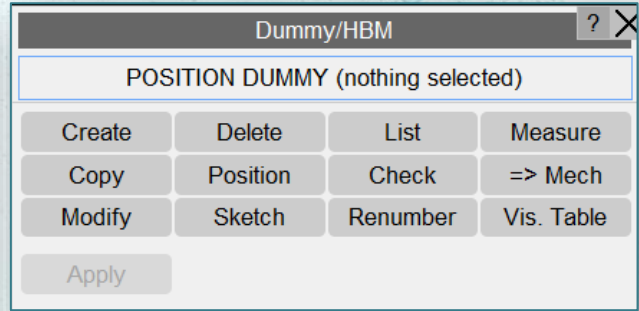 Dummy/HBM ?
POSITION DUMMY (nothing selected)
Create Delete List Measure
Copy Position Check => Mech
Modify Sketch Renumber Vis. Table
Apply